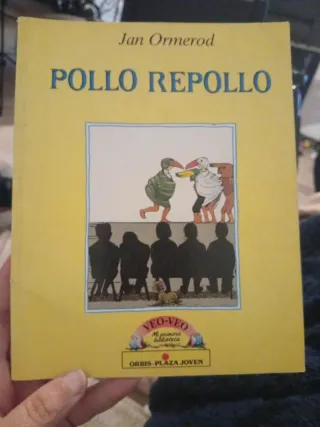 Jan Ormerod
POLLO REPOLLO
VEO-VEO
Mi primera
biblioteca
ORBIS-PLAZA JOVEN